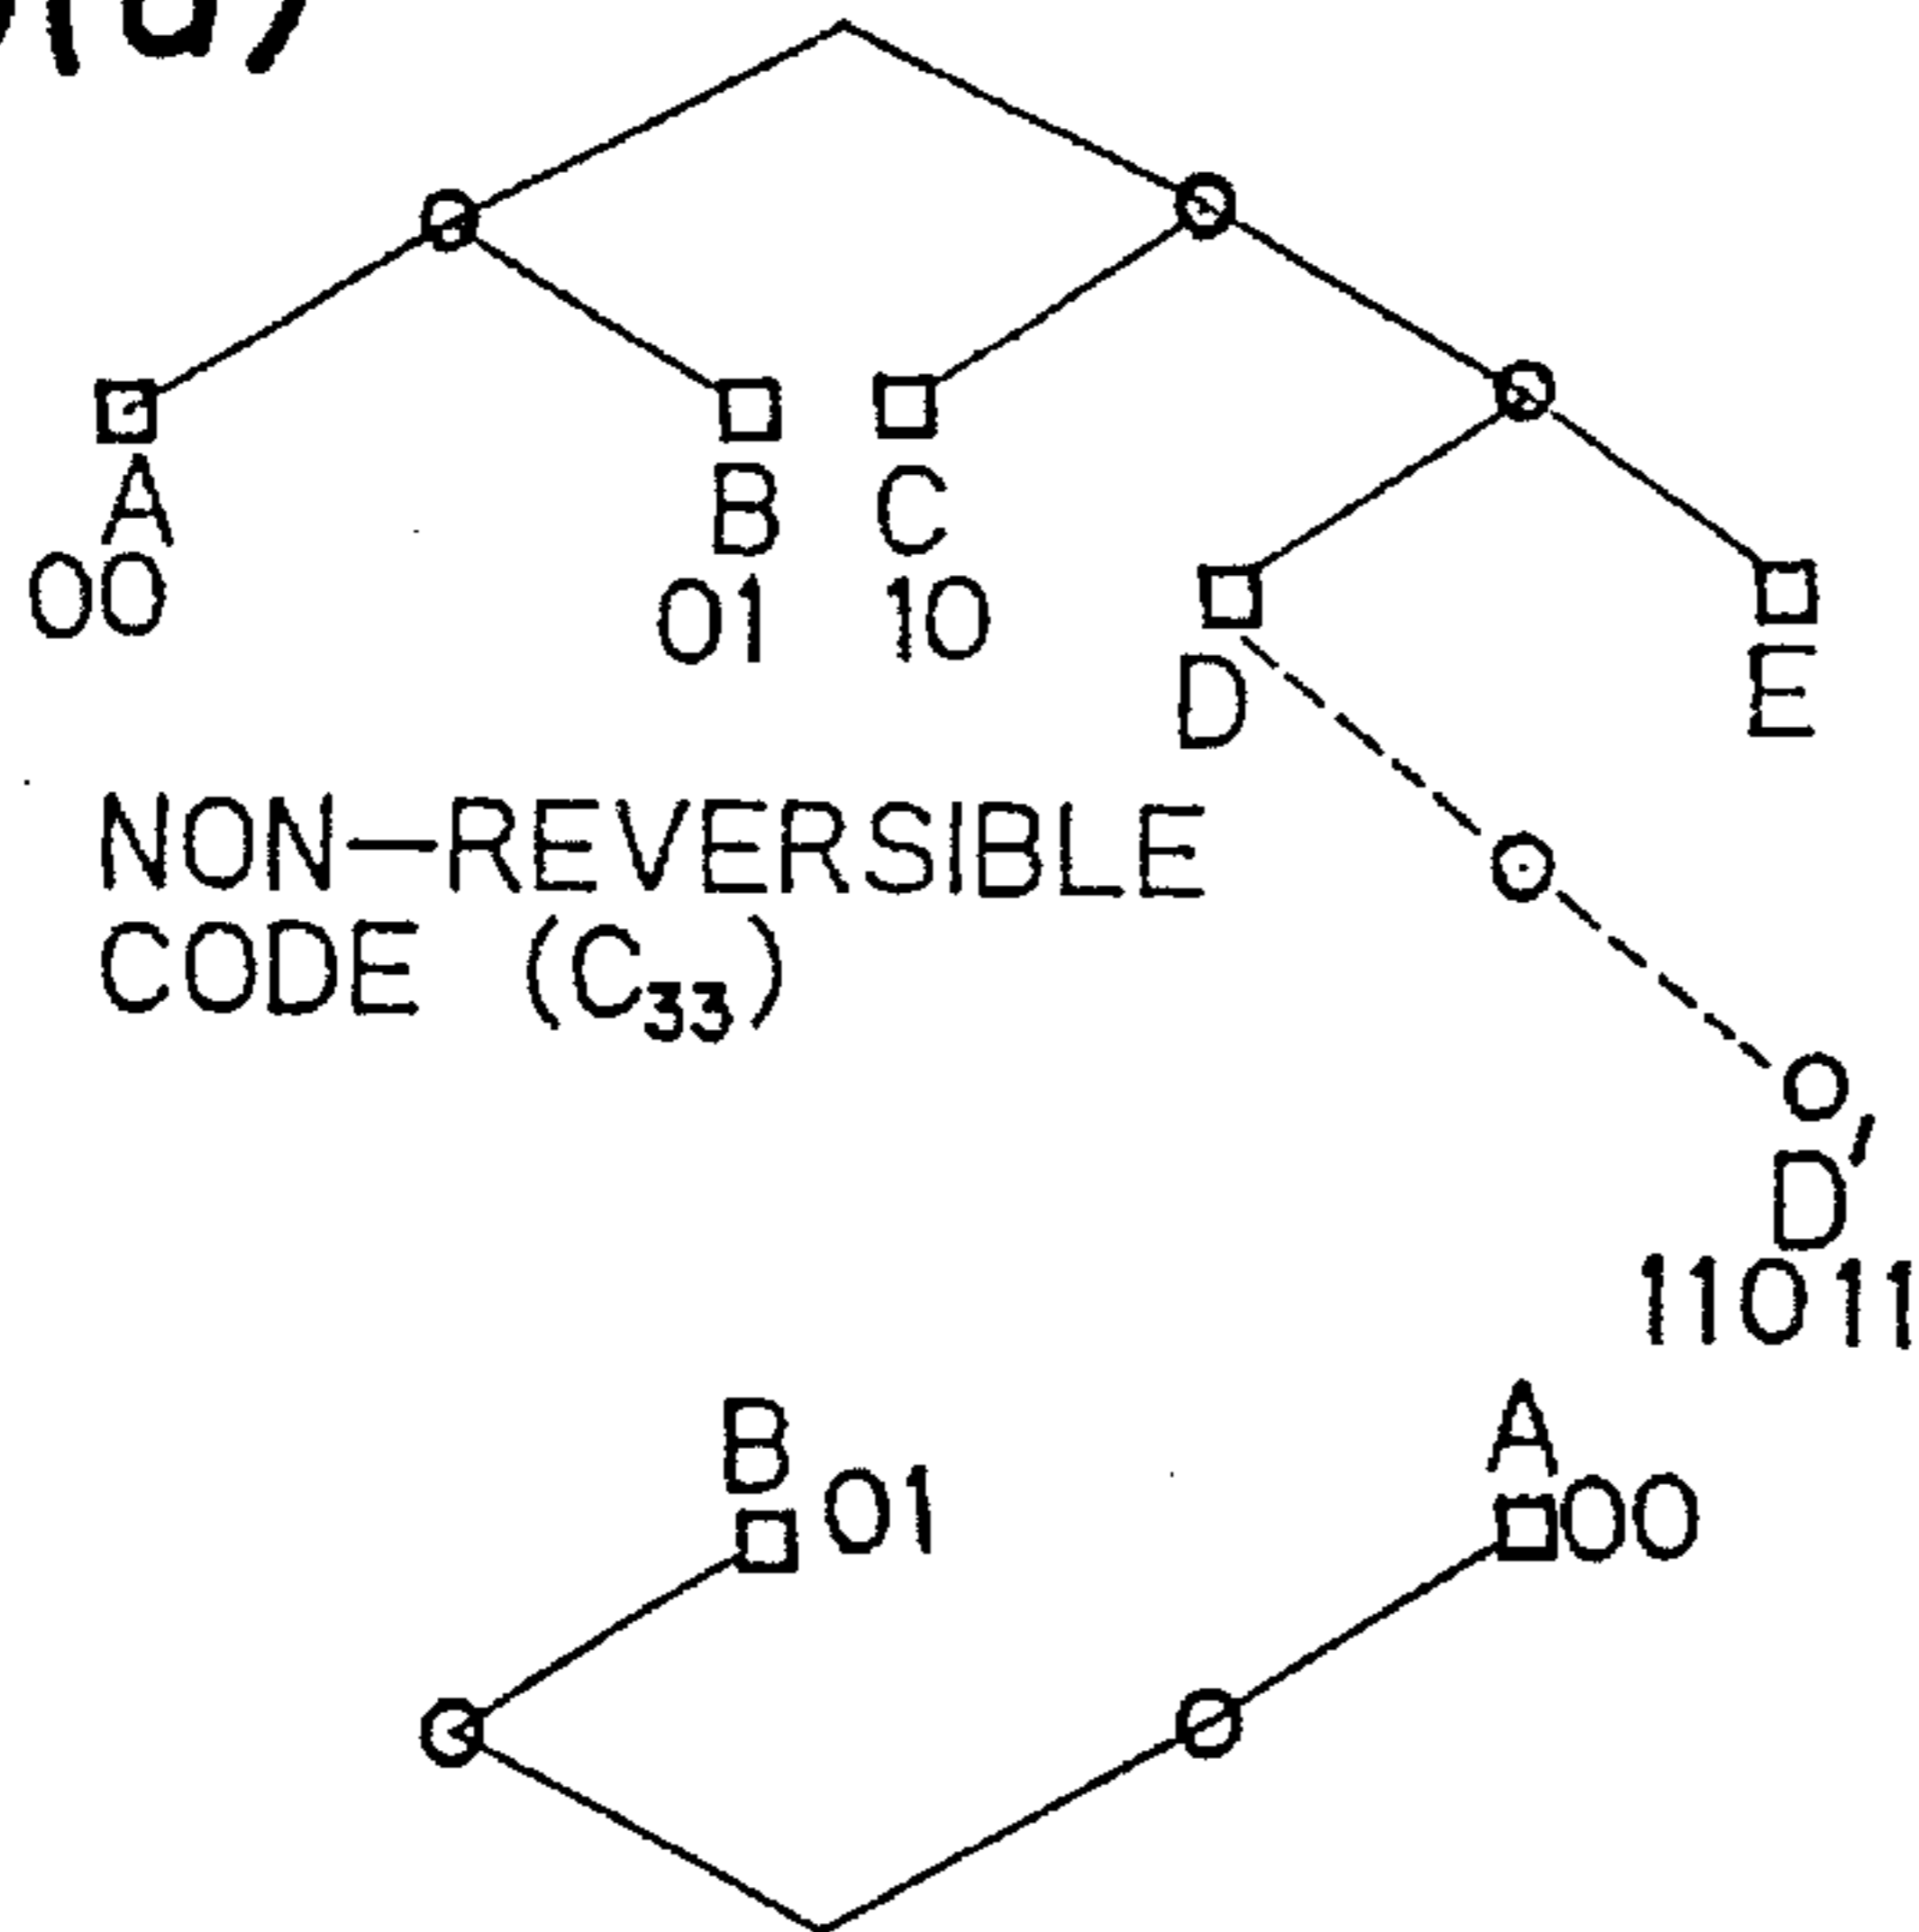 A
B C
00
01 10
D
E
NON—REVERSIBLE
CODE (C₃₃)
D'
11011
B
A
01
00